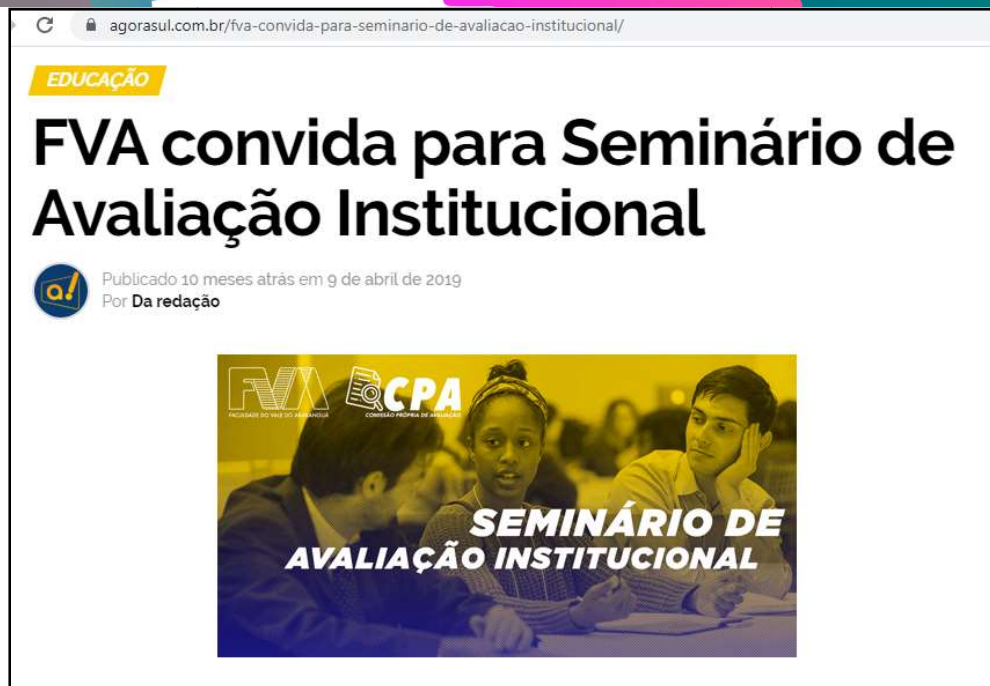 agorasul.com.br/fva-convida-para-seminario-de-avaliacao-institucional/
EDUCAÇÃO
FVA convida para Seminário de
Avaliação Institucional
a!
Publicado 10 meses atrás em 9 de abril de 2019
Por Da redação
FVA
FACULDADE DO VALE DO ARARANGUÁ
CPA
COMISSÃO PRÓPRIA DE AVALIAÇÃO
SEMINÁRIO DE
AVALIAÇÃO INSTITUCIONAL